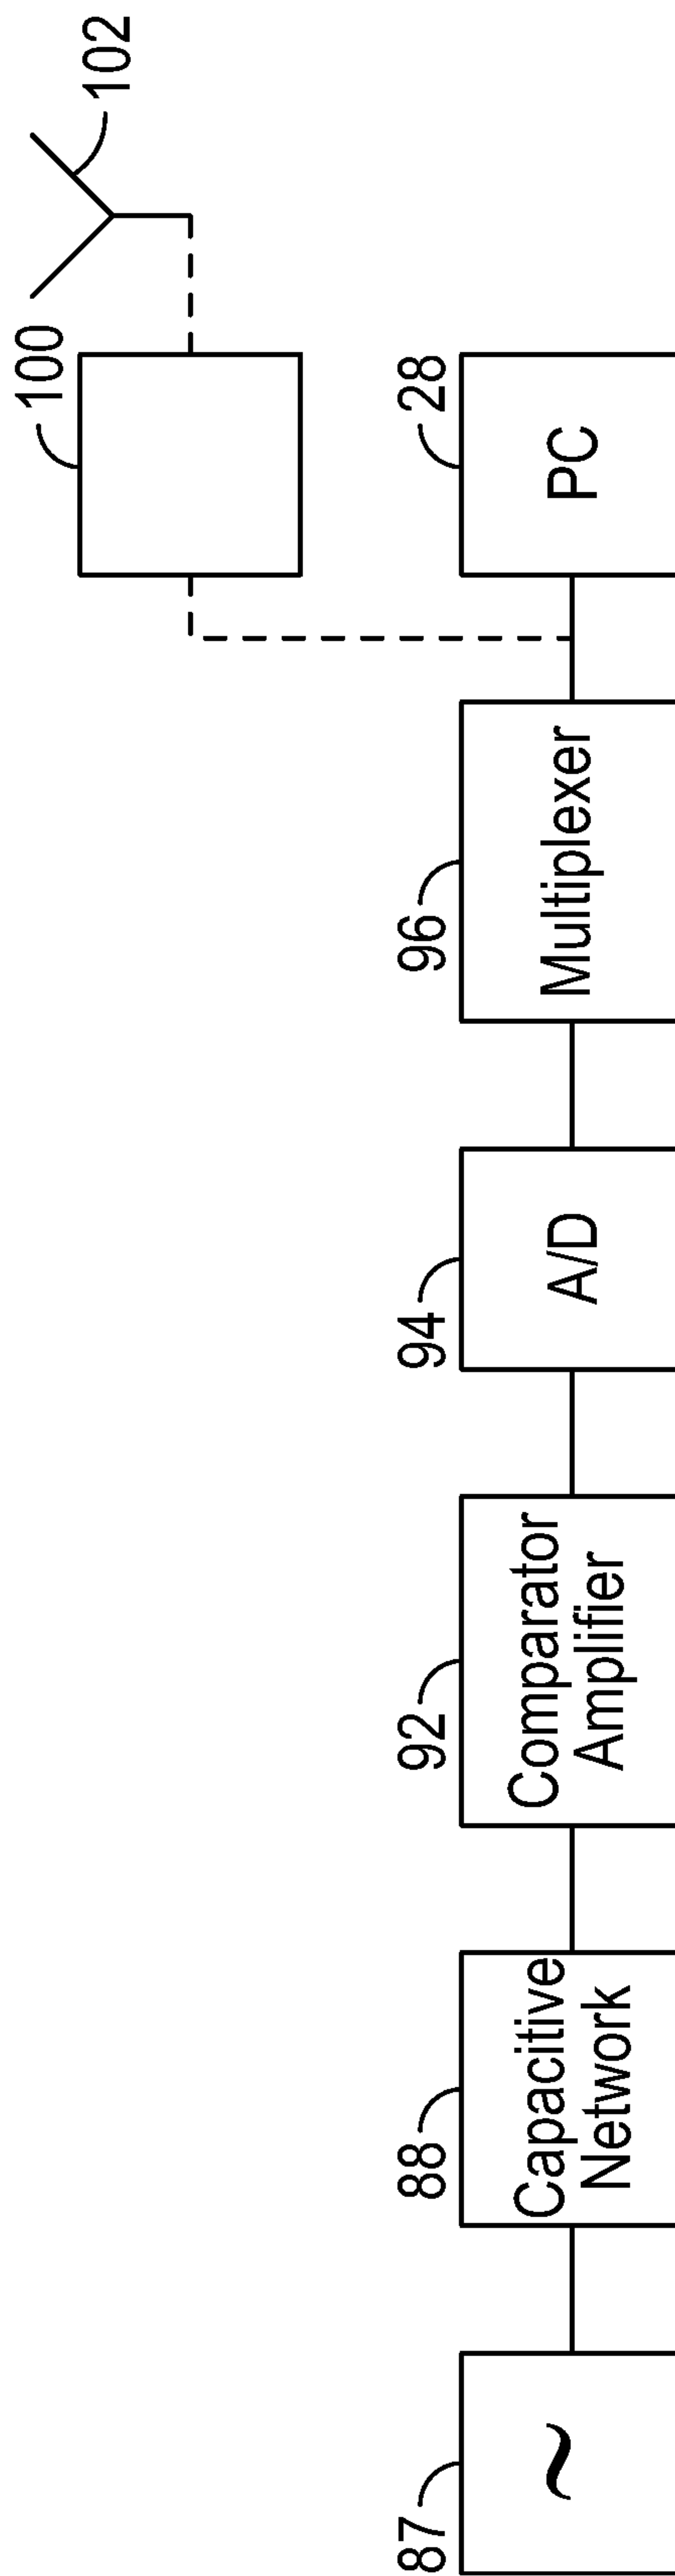 100
102
87
~
88
Capacitive
Network
92
Comparator
Amplifier
94
A/D
96
Multiplexer
28
PC